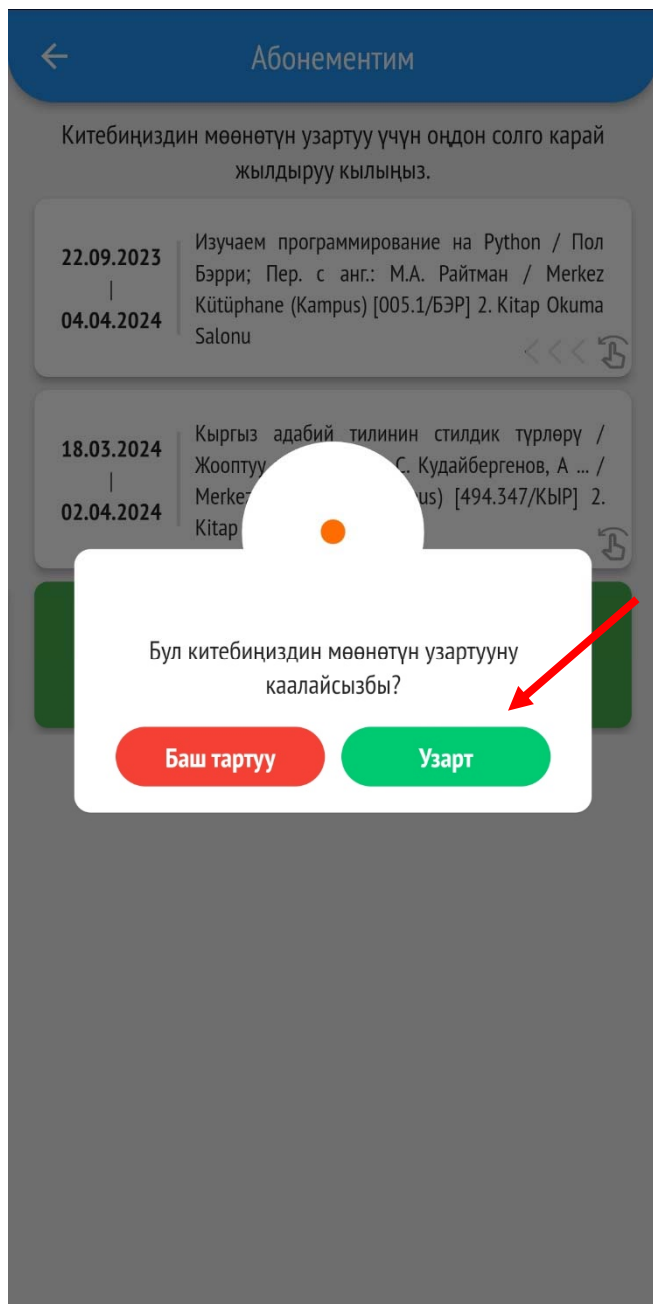 Абонементим
Китебиңиздин мөөнөтүн узартуу үчүн оңдон солго карай
жылдыруу кылыңыз.
22.09.2023
|
04.04.2024
Изучаем программирование на Python / Пол
Бэрри; Пер. с анг.: М.А. Райтман / Merkez
Kütüphane (Kampus) [005.1/БЭР] 2. Kitap Okuma
Salonu
18.03.2024
|
02.04.2024
Кыргыз адабий тилинин стилдик түрлөрү /
Жооптуу С. Кудайбергенов, А ... /
[494.347/КЫР] 2.
Kitap
Бул китебиңиздин мөөнөтүн узартууну
каалайсызбы?
Баш тартуу
Узарт